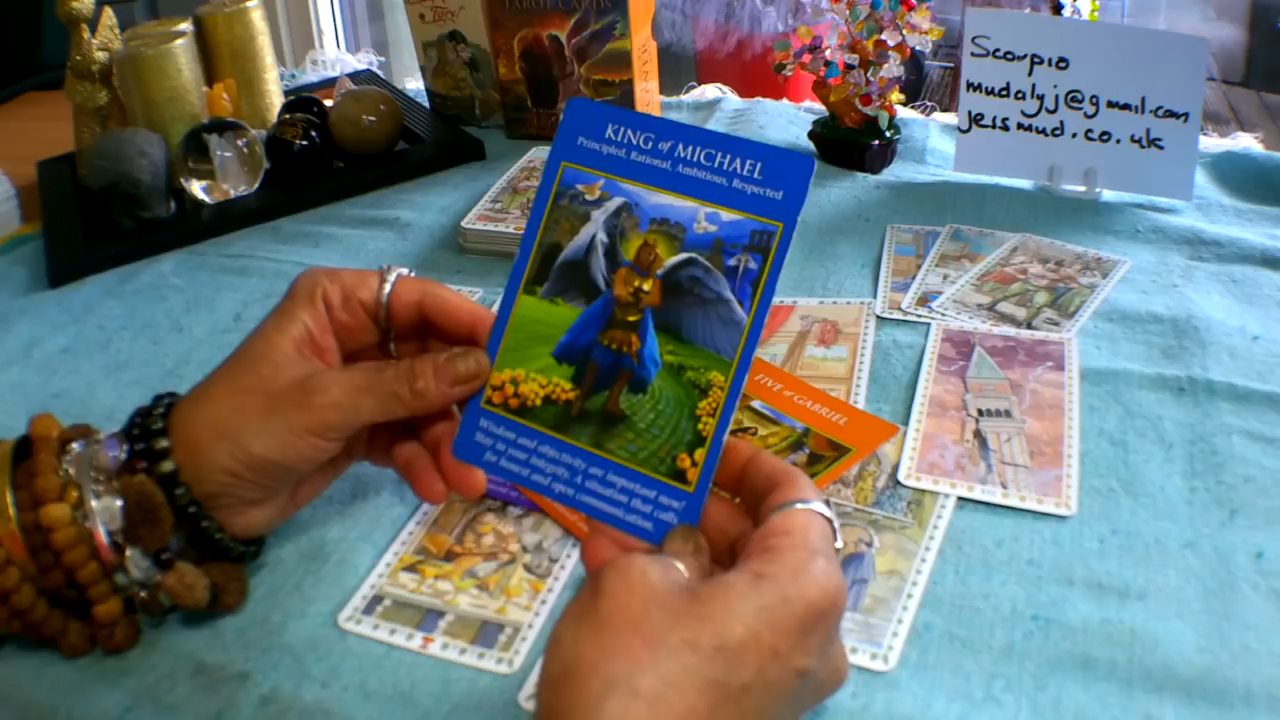 TAROT CARDS
Scorpio
mudalyj@gmail.com
jersmud.co.uk
KING of MICHAEL
Principled, Rational, Ambitious, Respected
FIVE of GABRIEL
Wisdom and objectivity are important now!
Stay in your integrity. A situation that calls
for honest and open communication.